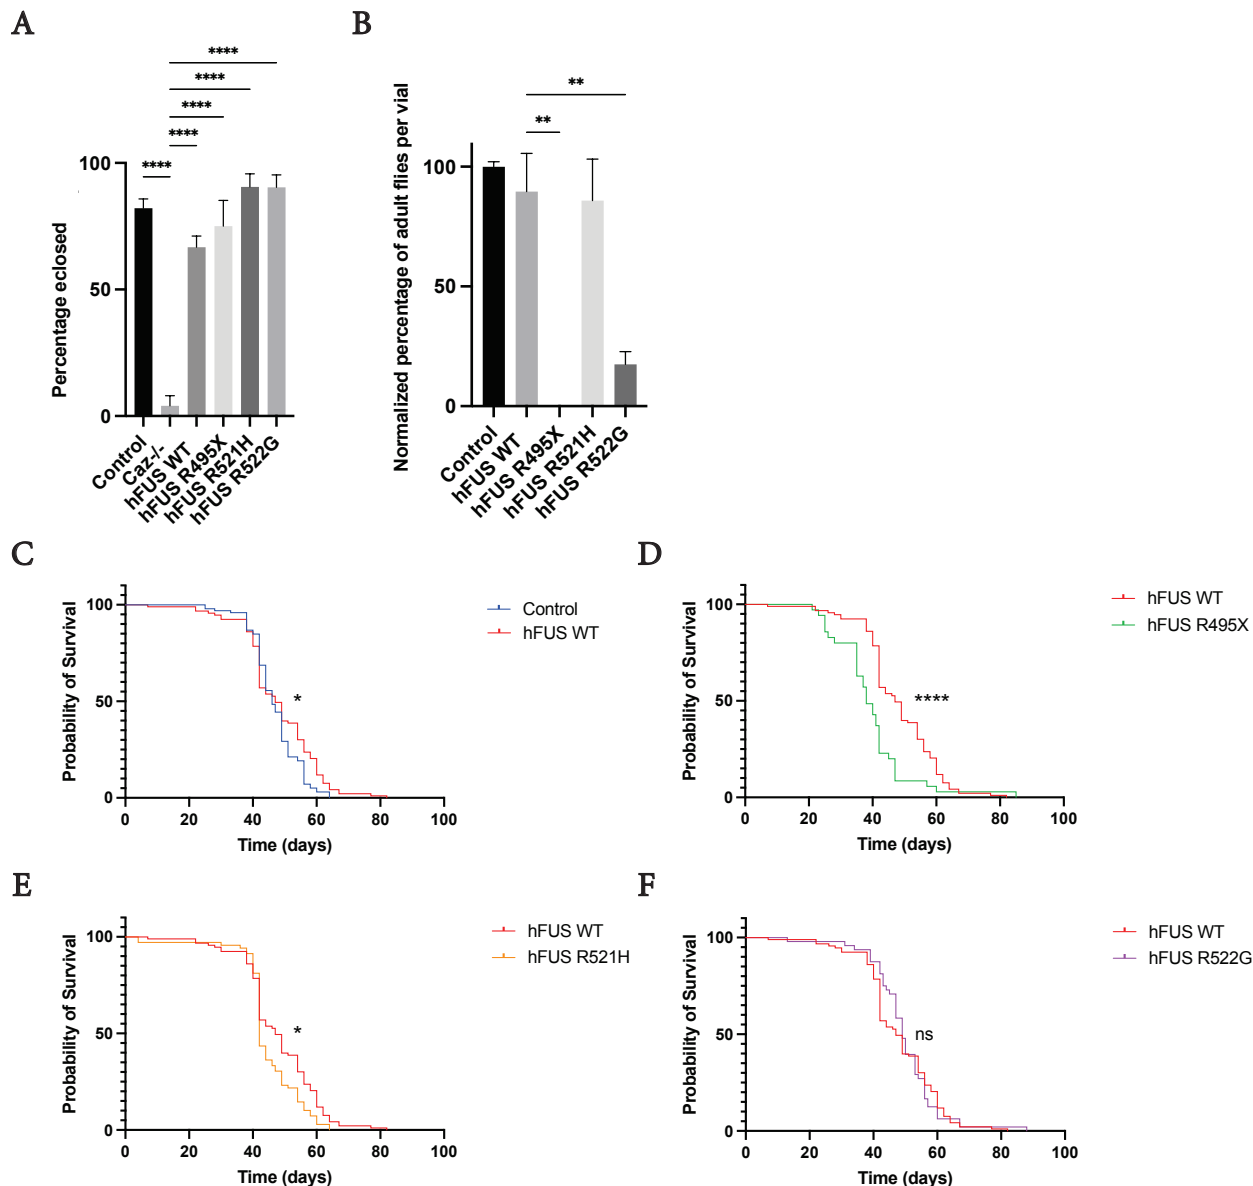 A
****
****
****
****
****
100
50
0
Percentage eclosed
Control
Caz-/-
hFUS WT
hFUS R495X
hFUS R521H
hFUS R522G
B
**
**
100
50
0
Normalized percentage of adult flies per vial
Control
hFUS WT
hFUS R495X
hFUS R521H
hFUS R522G
C
100
50
0
Probability of Survival
0 20 40 60 80 100
Time (days)
*
Control
hFUS WT
D
100
50
0
Probability of Survival
0 20 40 60 80 100
Time (days)
****
hFUS WT
hFUS R495X
E
100
50
0
Probability of Survival
0 20 40 60 80 100
Time (days)
*
hFUS WT
hFUS R521H
F
100
50
0
Probability of Survival
0 20 40 60 80 100
Time (days)
ns
hFUS WT
hFUS R522G